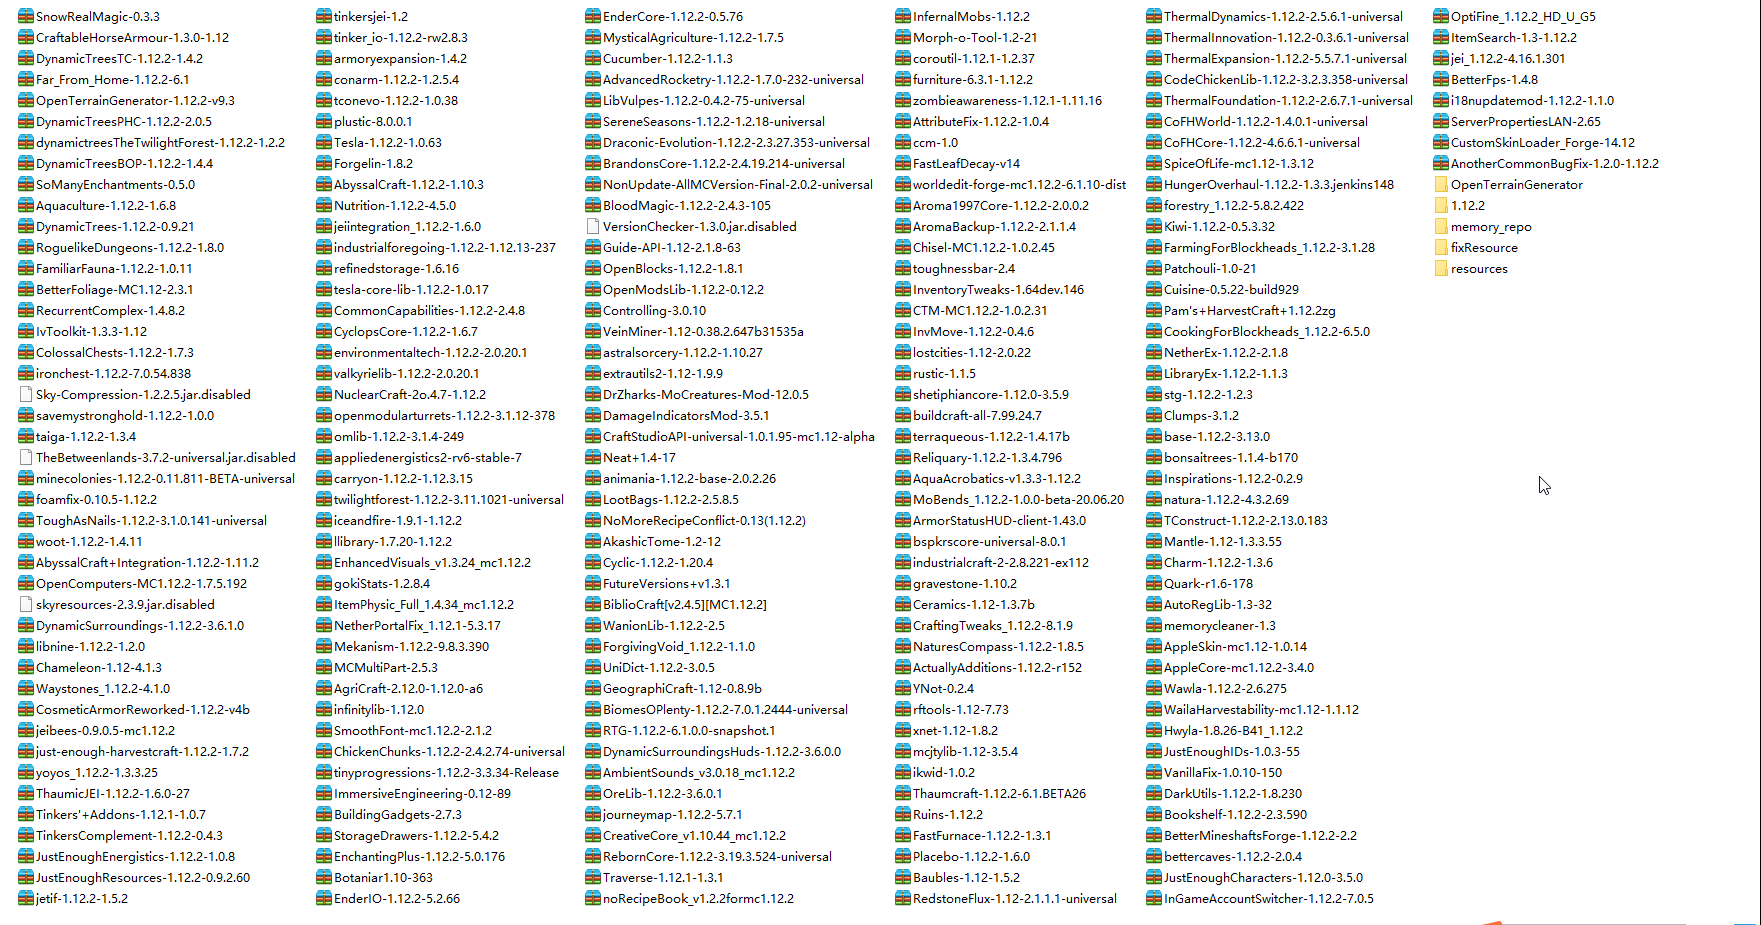 SnowRealMagic-0.3.3
CraftableHorseArmour-1.3.0-1.12
DynamicTreesTC-1.12.2-1.4.2
Far_From_Home-1.12.2-6.1
OpenTerrainGenerator-1.12.2-v9.3
DynamicTreesPHC-1.12.2-2.0.5
dynamictreesTheTwilightForest-1.12.2-1.2.2
DynamicTreesBOP-1.12.2-1.4.4
SoManyEnchantments-0.5.0
Aquaculture-1.12.2-1.6.8
DynamicTrees-1.12.2-0.9.21
RoguelikeDungeons-1.12.2-1.8.0
FamiliarFauna-1.12.2-1.0.11
BetterFoliage-MC1.12-2.3.1
RecurrentComplex-1.4.8.2
IvToolkit-1.3.3-1.12
ColossalChests-1.12.2-1.7.3
ironchest-1.12.2-7.0.54.838
Sky-Compression-1.2.2.5.jar.disabled
savemystronghold-1.12.2-1.0.0
taiga-1.12.2-1.3.4
TheBetweenlands-3.7.2-universal.jar.disabled
minecolonies-1.12.2-0.11.811-BETA-universal
foamfix-0.10.5-1.12.2
ToughAsNails-1.12.2-3.1.0.141-universal
woot-1.12.2-1.4.11
AbyssalCraft+Integration-1.12.2-1.11.2
OpenComputers-MC1.12.2-1.7.5.192
skyresources-2.3.9.jar.disabled
DynamicSurroundings-1.12.2-3.6.1.0
libnine-1.12.2-1.2.0
Chameleon-1.12-4.1.3
Waystones_1.12.2-4.1.0
CosmeticArmorReworked-1.12.2-v4b
jeibees-0.9.0.5-mc1.12.2
just-enough-harvestcraft-1.12.2-1.7.2
yoyos_1.12.2-1.3.3.25
ThaumicJEI-1.12.2-1.6.0-27
Tinkers'+Addons-1.12.1-1.0.7
TinkersComplement-1.12.2-0.4.3
JustEnoughEnergistics-1.12.2-1.0.8
JustEnoughResources-1.12.2-0.9.2.60
jetif-1.12.2-1.5.2
tinkersjei-1.2
tinker_io-1.12.2-rw2.8.3
armoryexpansion-1.4.2
conarm-1.12.2-1.2.5.4
tconevo-1.12.2-1.0.38
plustic-8.0.0.1
Tesla-1.12.2-1.0.63
Forgelin-1.8.2
AbyssalCraft-1.12.2-1.10.3
Nutrition-1.12.2-4.5.0
jeiintegration_1.12.2-1.6.0
industrialforegoing-1.12.2-1.12.13-237
refinedstorage-1.6.16
tesla-core-lib-1.12.2-1.0.17
CommonCapabilities-1.12.2-2.4.8
CyclopsCore-1.12.2-1.6.7
environmentaltech-1.12.2-2.0.20.1
valkyrielib-1.12.2-2.0.20.1
NuclearCraft-2o.4.7-1.12.2
openmodularturrets-1.12.2-3.1.12-378
omlib-1.12.2-3.1.4-249
appliedenergistics2-rv6-stable-7
carryon-1.12.2-1.12.3.15
twilightforest-1.12.2-3.11.1021-universal
iceandfire-1.9.1-1.12.2
llibrary-1.7.20-1.12.2
EnhancedVisuals_v1.3.24_mc1.12.2
gokiStats-1.2.8.4
ItemPhysic_Full_1.4.34_mc1.12.2
NetherPortalFix_1.12.1-5.3.17
Mekanism-1.12.2-9.8.3.390
MCMultiPart-2.5.3
AgriCraft-2.12.0-1.12.0-a6
infinitylib-1.12.0
SmoothFont-mc1.12.2-2.1.2
ChickenChunks-1.12.2-2.4.2.74-universal
tinyprogressions-1.12.2-3.3.34-Release
ImmersiveEngineering-0.12-89
BuildingGadgets-2.7.3
StorageDrawers-1.12.2-5.4.2
EnchantingPlus-1.12.2-5.0.176
Botaniar1.10-363
EnderIO-1.12.2-5.2.66
EnderCore-1.12.2-0.5.76
MysticalAgriculture-1.12.2-1.7.5
Cucumber-1.12.2-1.1.3
AdvancedRocketry-1.12.2-1.7.0-232-universal
LibVulpes-1.12.2-0.4.2-75-universal
SereneSeasons-1.12.2-1.2.18-universal
Draconic-Evolution-1.12.2-2.3.27.353-universal
BrandonsCore-1.12.2-2.4.19.214-universal
NonUpdate-AllMCVersion-Final-2.0.2-universal
BloodMagic-1.12.2-2.4.3-105
VersionChecker-1.3.0.jar.disabled
Guide-API-1.12-2.1.8-63
OpenBlocks-1.12.2-1.8.1
OpenModsLib-1.12.2-0.12.2
Controlling-3.0.10
VeinMiner-1.12-0.38.2.647b31535a
astralsorcery-1.12.2-1.10.27
extrautils2-1.12-1.9.9
DrZharks-MoCreatures-Mod-12.0.5
DamageIndicatorsMod-3.5.1
CraftStudioAPI-universal-1.0.1.95-mc1.12-alpha
Neat+1.4-17
animania-1.12.2-base-2.0.2.26
LootBags-1.12.2-2.5.8.5
NoMoreRecipeConflict-0.13(1.12.2)
AkashicTome-1.2-12
Cyclic-1.12.2-1.20.4
FutureVersions+v1.3.1
BiblioCraft[v2.4.5][MC1.12.2]
WanionLib-1.12.2-2.5
ForgivingVoid_1.12.2-1.1.0
UniDict-1.12.2-3.0.5
GeographiCraft-1.12-0.8.9b
BiomesOPlenty-1.12.2-7.0.1.2444-universal
RTG-1.12.2-6.1.0.0-snapshot.1
DynamicSurroundingsHuds-1.12.2-3.6.0.0
AmbientSounds_v3.0.18_mc1.12.2
OreLib-1.12.2-3.6.0.1
journeymap-1.12.2-5.7.1
CreativeCore_v1.10.44_mc1.12.2
RebornCore-1.12.2-3.19.3.524-universal
Traverse-1.12.1-1.3.1
noRecipeBook_v1.2.2formc1.12.2
InfernalMobs-1.12.2
Morph-o-Tool-1.2-21
coroutil-1.12.1-1.2.37
furniture-6.3.1-1.12.2
zombieawareness-1.12.1-1.11.16
AttributeFix-1.12.2-1.0.4
ccm-1.0
FastLeafDecay-v14
worldedit-forge-mc1.12.2-6.1.10-dist
Aroma1997Core-1.12.2-2.0.0.2
AromaBackup-1.12.2-2.1.1.4
Chisel-MC1.12.2-1.0.2.45
toughnessbar-2.4
InventoryTweaks-1.64dev.146
CTM-MC1.12.2-1.0.2.31
InvMove-1.12.2-0.4.6
lostcities-1.12-2.0.22
rustic-1.1.5
shetiphiancore-1.12.0-3.5.9
buildcraft-all-7.99.24.7
terraqueous-1.12.2-1.4.17b
Reliquary-1.12.2-1.3.4.796
AquaAcrobatics-v1.3.3-1.12.2
MoBends_1.12.2-1.0.0-beta-20.06.20
ArmorStatusHUD-client-1.43.0
bspkrscore-universal-8.0.1
industrialcraft-2-2.8.221-ex112
gravestone-1.10.2
Ceramics-1.12-1.3.7b
CraftingTweaks_1.12.2-8.1.9
NaturesCompass-1.12.2-1.8.5
ActuallyAdditions-1.12.2-r152
YNot-0.2.4
rftools-1.12-7.73
xnet-1.12-1.8.2
mcjtylib-1.12-3.5.4
ikwid-1.0.2
Thaumcraft-1.12.2-6.1.BETA26
Ruins-1.12.2
FastFurnace-1.12.2-1.3.1
Placebo-1.12.2-1.6.0
Baubles-1.12-1.5.2
RedstoneFlux-1.12-2.1.1.1-universal
ThermalDynamics-1.12.2-2.5.6.1-universal
ThermalInnovation-1.12.2-0.3.6.1-universal
ThermalExpansion-1.12.2-5.5.7.1-universal
CodeChickenLib-1.12.2-3.2.3.358-universal
ThermalFoundation-1.12.2-2.6.7.1-universal
CoFHWorld-1.12.2-1.4.0.1-universal
CoFHCore-1.12.2-4.6.6.1-universal
SpiceOfLife-mc1.12-1.3.12
HungerOverhaul-1.12.2-1.3.3.jenkins148
forestry_1.12.2-5.8.2.422
Kiwi-1.12.2-0.5.3.32
FarmingForBlockheads_1.12.2-3.1.28
Patchouli-1.0-21
Cuisine-0.5.22-build929
Pam's+HarvestCraft+1.12.2zg
CookingForBlockheads_1.12.2-6.5.0
NetherEx-1.12.2-2.1.8
LibraryEx-1.12.2-1.1.3
stg-1.12.2-1.2.3
Clumps-3.1.2
base-1.12.2-3.13.0
bonsaitrees-1.1.4-b170
Inspirations-1.12.2-0.2.9
natura-1.12.2-4.3.2.69
TConstruct-1.12.2-2.13.0.183
Mantle-1.12-1.3.3.55
Charm-1.12.2-1.3.6
Quark-r1.6-178
AutoRegLib-1.3-32
memorycleaner-1.3
AppleSkin-mc1.12-1.0.14
AppleCore-mc1.12.2-3.4.0
Wawla-1.12.2-2.6.275
WailaHarvestability-mc1.12-1.1.12
Hwyla-1.8.26-B41_1.12.2
JustEnoughIDs-1.0.3-55
VanillaFix-1.0.10-150
DarkUtils-1.12.2-1.8.230
Bookshelf-1.12.2-2.3.590
BetterMineshaftsForge-1.12.2-2.2
bettercaves-1.12.2-2.0.4
JustEnoughCharacters-1.12.0-3.5.0
InGameAccountSwitcher-1.12.2-7.0.5
OptiFine_1.12.2_HD_U_G5
ItemSearch-1.3-1.12.2
jei_1.12.2-4.16.1.301
BetterFps-1.4.8
i18nupdatemod-1.12.2-1.1.0
ServerPropertiesLAN-2.65
CustomSkinLoader_Forge-14.12
AnotherCommonBugFix-1.2.0-1.12.2
OpenTerrainGenerator
1.12.2
memory_repo
fixResource
resources